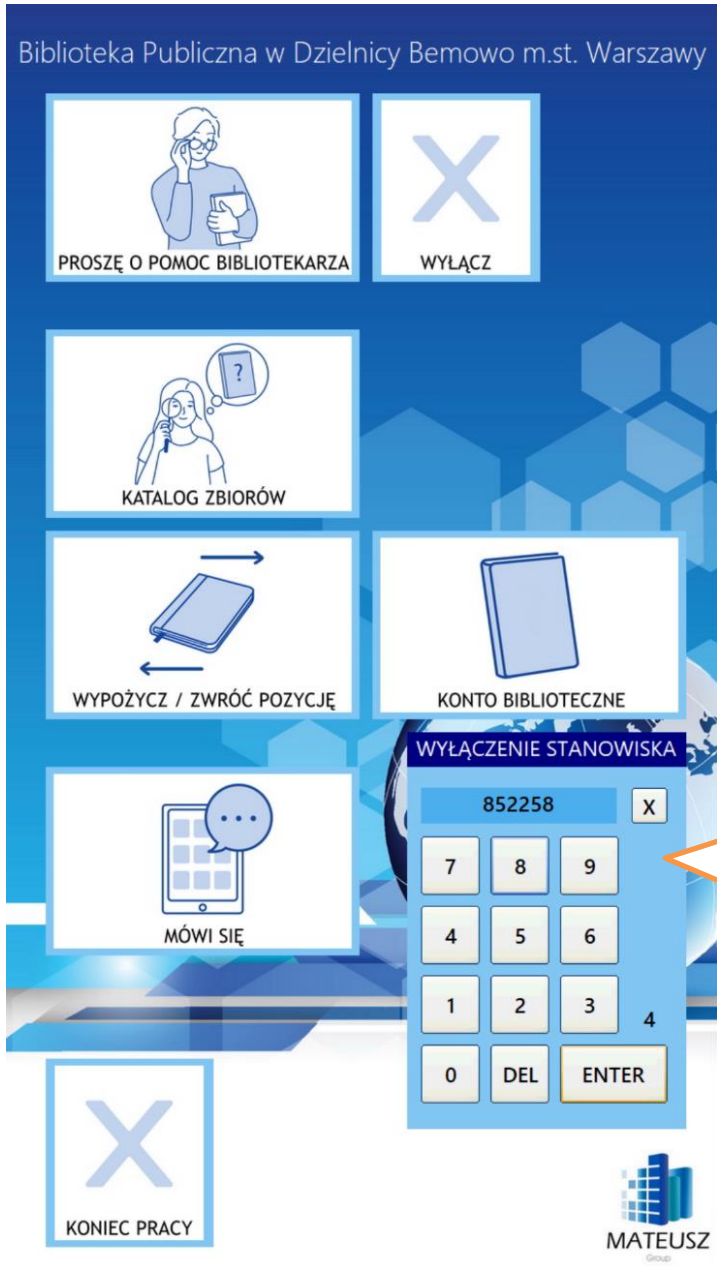 Biblioteka Publiczna w Dzielnicy Bemowo m.st. Warszawy
PROSZĘ O POMOC BIBLIOTEKARZA
X
WYŁĄCZ
?
KATALOG ZBIORÓW
WYPOŻYCZ / ZWRÓĆ POZYCJĘ
KONTO BIBLIOTECZNE
MÓWI SIĘ
WYŁĄCZENIE STANOWISKA
852258 X
7 8 9
4 5 6
1 2 3 4
0 DEL ENTER
X
KONIEC PRACY
MATEUSZ
Group